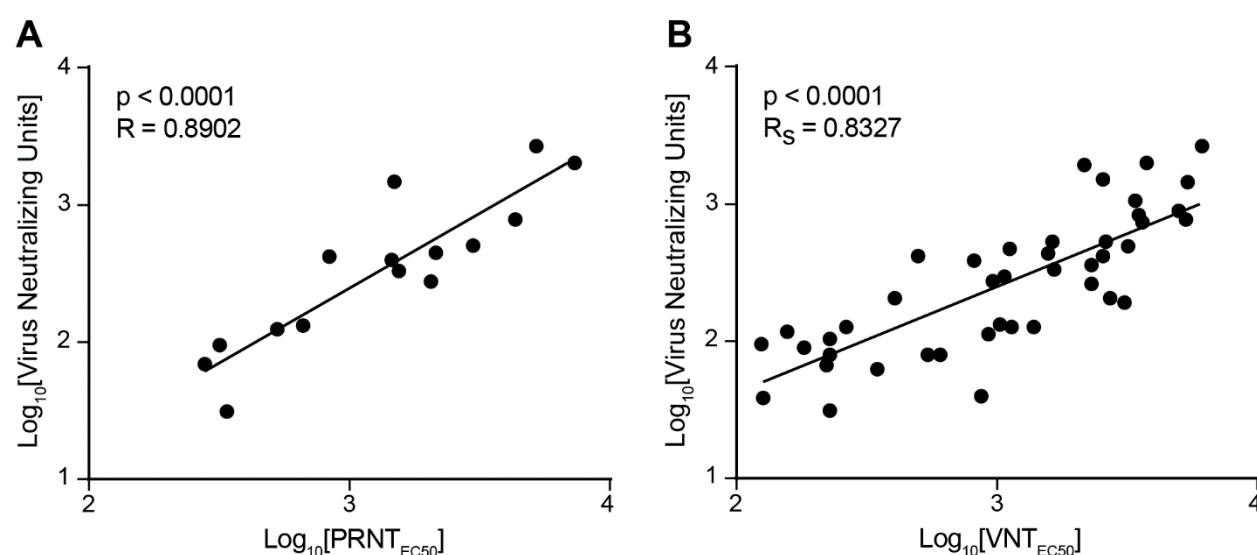 A
p < 0.0001
R = 0.8902
Log10[Virus Neutralizing Units]
4
3
2
1
2
3
4
Log10[PRNTEC50]
B
p < 0.0001
RS = 0.8327
Log10[Virus Neutralizing Units]
4
3
2
1
2
3
4
Log10[VNTEC50]